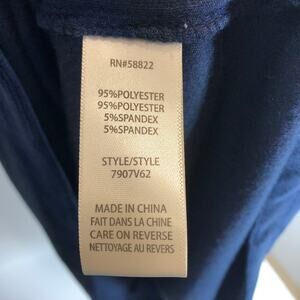 RN#58822
95%POLYESTER
95%POLYESTER
5%SPANDEX
5%SPANDEX
STYLE/STYLE
7907V62
MADE IN CHINA
FAIT DANS LA CHINE
CARE ON REVERSE
NETTOYAGE AU REVERS